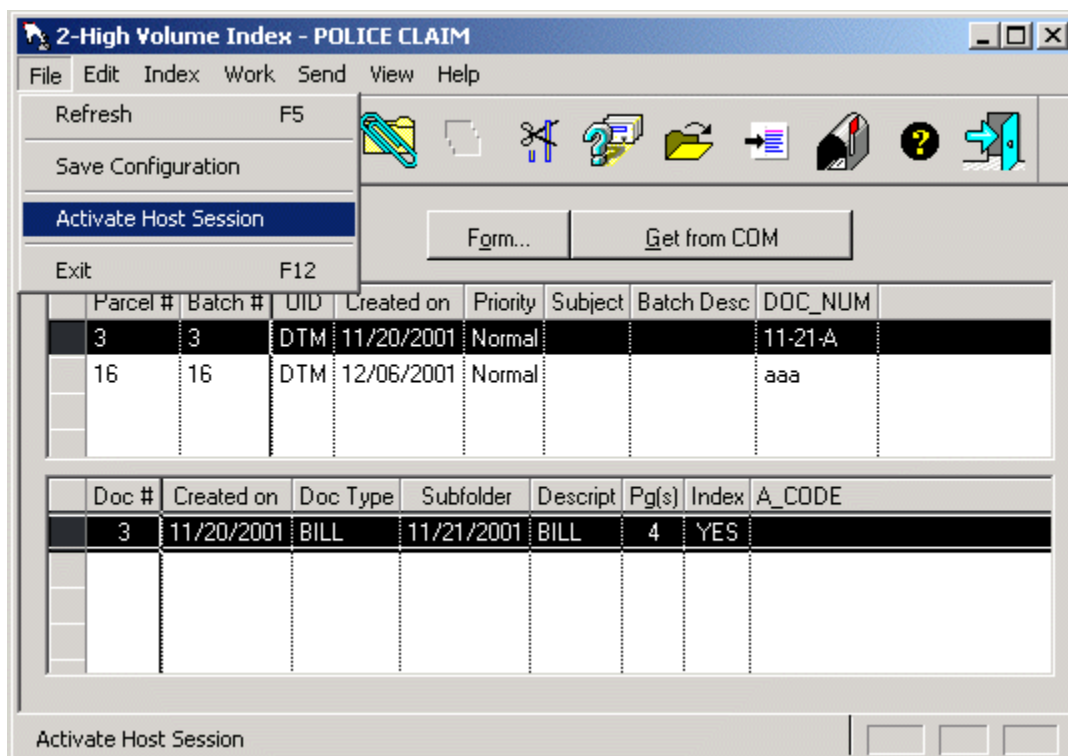 2-High Volume Index - POLICE CLAIM
File Edit Index Work Send View Help
Refresh F5
Save Configuration
Activate Host Session
Exit F12
Form... Get from COM
Parcel # Batch # UID Created on Priority Subject Batch Desc DOC_NUM
3 3 DTM 11/20/2001 Normal 11-21-A
16 16 DTM 12/06/2001 Normal aaa
Doc # Created on Doc Type Subfolder Descript Pg(s) Index A_CODE
3 11/20/2001 BILL 11/21/2001 BILL 4 YES
Activate Host Session